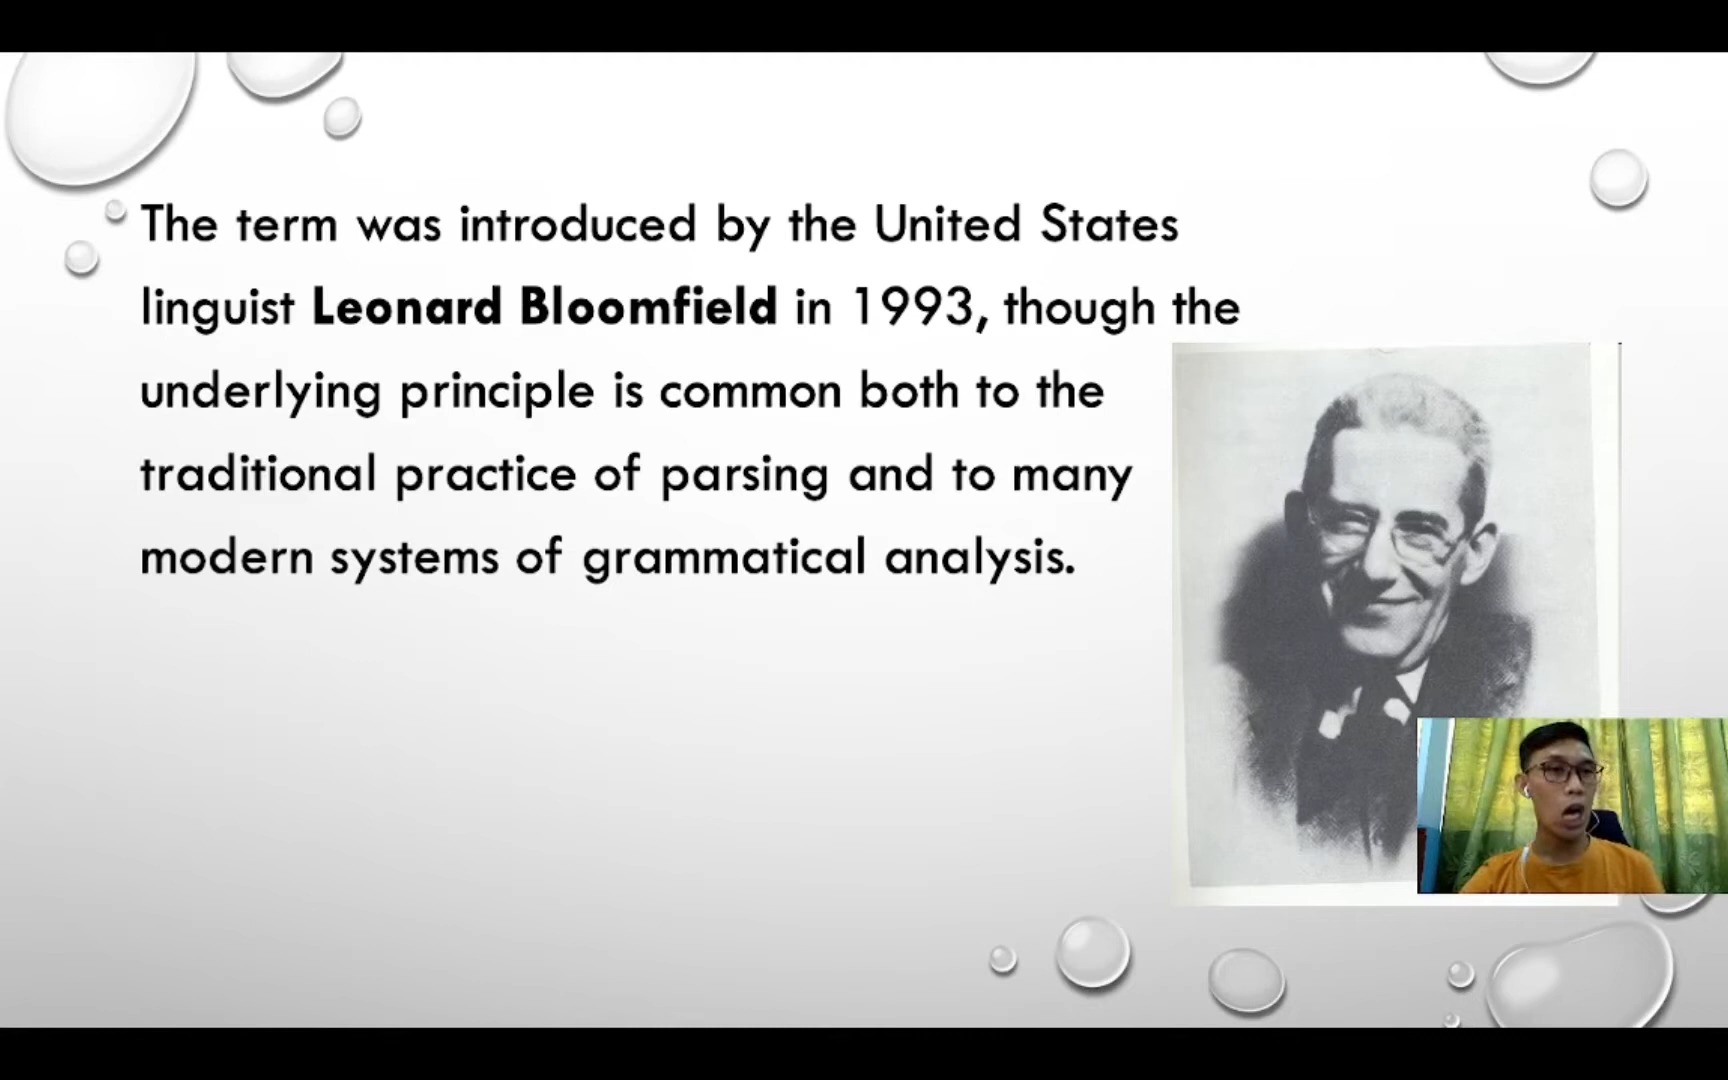 The term was introduced by the United States
linguist Leonard Bloomfield in 1993, though the
underlying principle is common both to the
traditional practice of parsing and to many
modern systems of grammatical analysis.